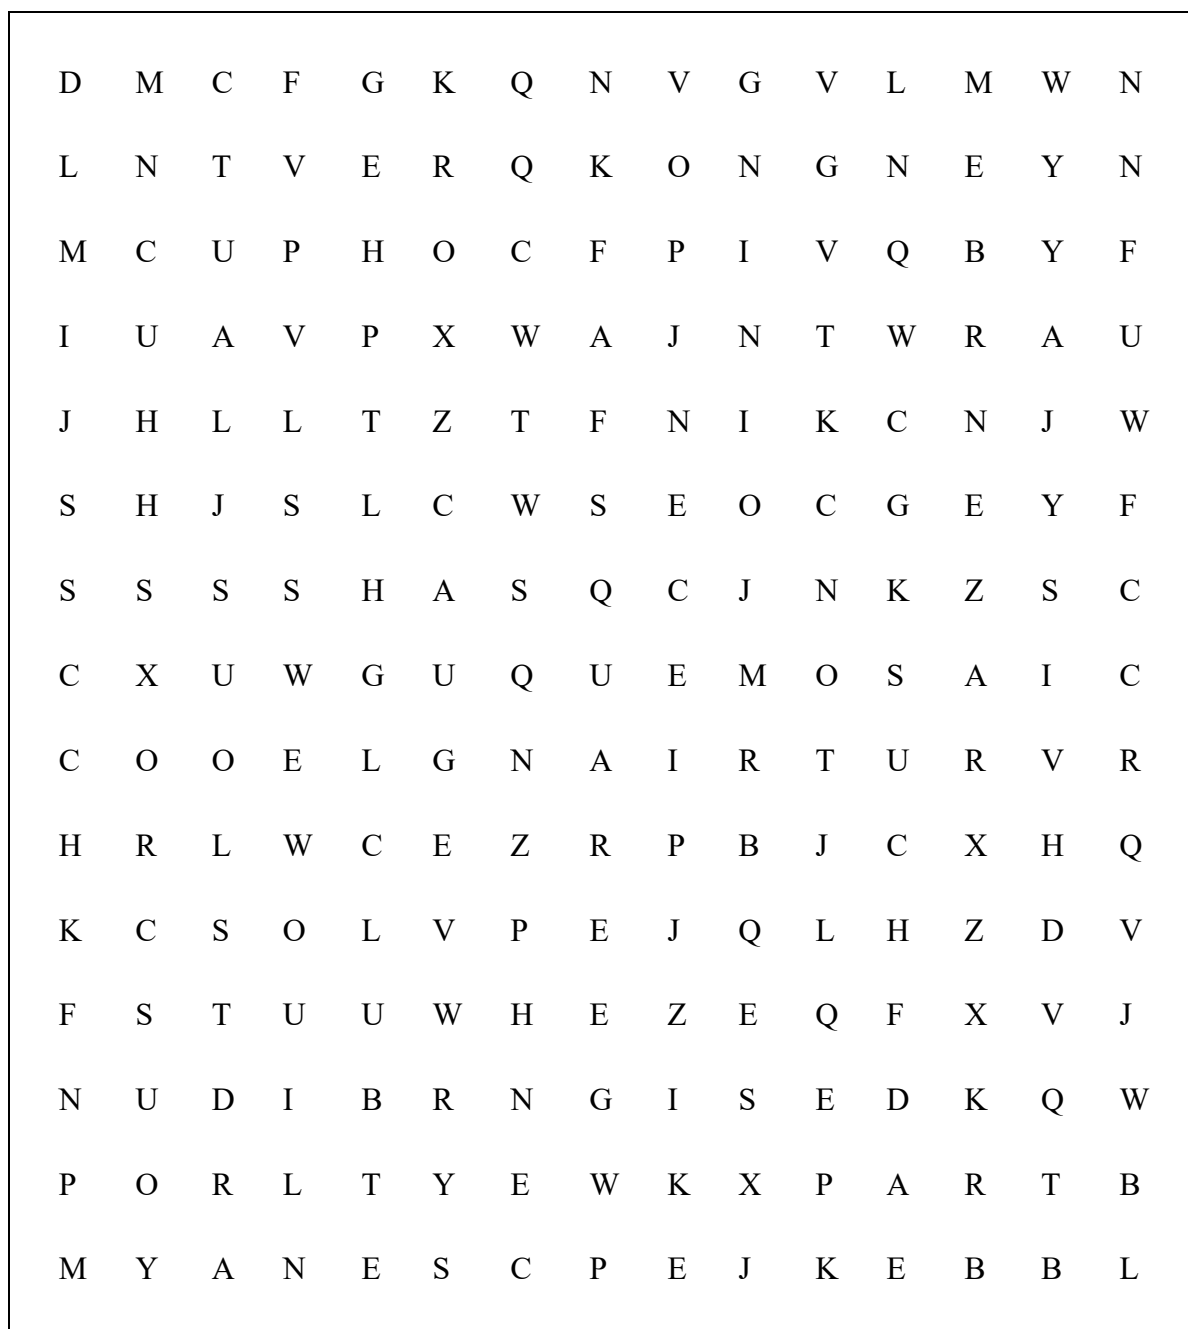 D M C F G K Q N V G V L M W N
L N T V E R Q K O N G N E Y N
M C U P H O C F P I V Q B Y F
I U A V P X W A J N T W R A U
J H L L T Z T F N I K C N J W
S H J S L C W S E O C G E Y F
S S S S H A S Q C J N K Z S C
C X U W G U Q U E M O S A I C
C O O E L G N A I R T U R V R
H R L W C E Z R P B J C X H Q
K C S O L V P E J Q L H Z D V
F S T U U W H E Z E Q F X V J
N U D I B R N G I S E D K Q W
P O R L T Y E W K X P A R T B
M Y A N E S C P E J K E B B L